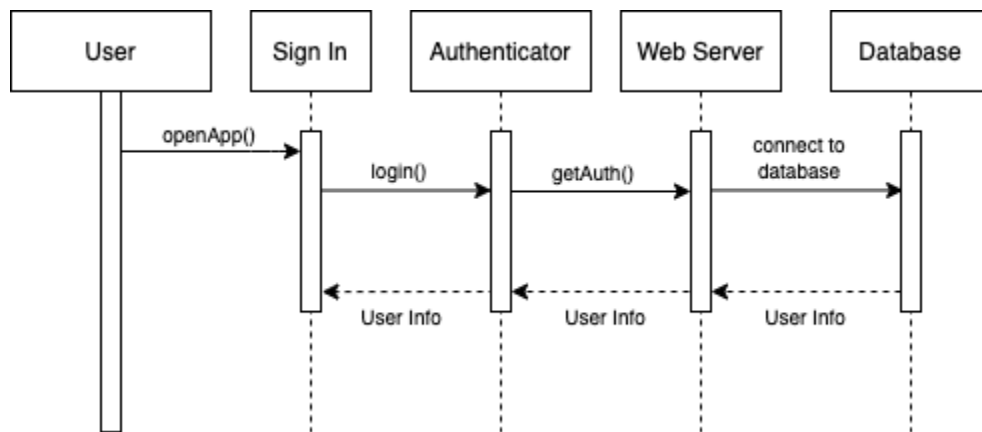 User
Sign In
Authenticator
Web Server
Database
openApp()
login()
getAuth()
connect to
database
User Info
User Info
User Info